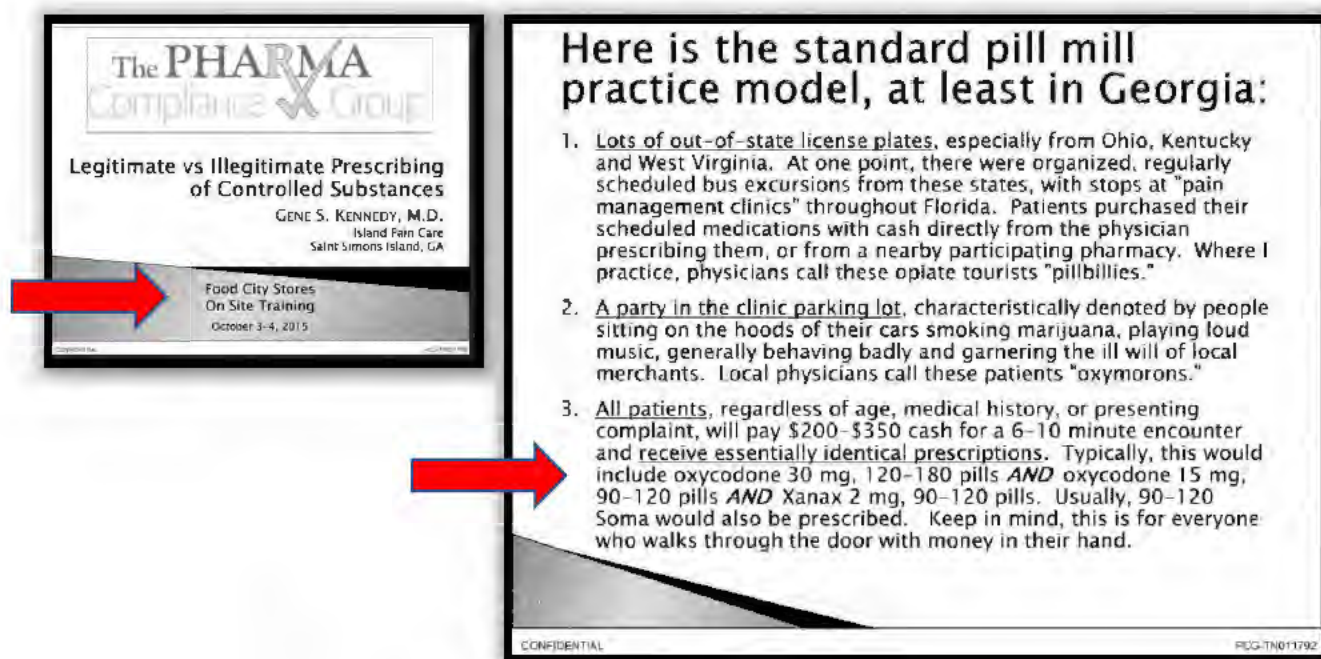 The PHARMA
Compliance Group
Legitimate vs Illegitimate Prescribing
of Controlled Substances
GENE S. KENNEDY, M.D.
Island Pain Care
Saint Simons Island, GA
Food City Stores
On Site Training
October 3-4, 2015
CONFIDENTIAL
Here is the standard pill mill
practice model, at least in Georgia:
1. Lots of out-of-state license plates, especially from Ohio, Kentucky
and West Virginia. At one point, there were organized, regularly
scheduled bus excursions from these states, with stops at "pain
management clinics" throughout Florida. Patients purchased their
scheduled medications with cash directly from the physician
prescribing them, or from a nearby participating pharmacy. Where I
practice, physicians call these opiate tourists "pillbillies."
2. A party in the clinic parking lot, characteristically denoted by people
sitting on the hoods of their cars smoking marijuana, playing loud
music, generally behaving badly and garnering the ill will of local
merchants. Local physicians call these patients "oxymorons."
3. All patients, regardless of age, medical history, or presenting
complaint, will pay $200-$350 cash for a 6-10 minute encounter
and receive essentially identical prescriptions. Typically, this would
include oxycodone 30 mg, 120-180 pills AND oxycodone 15 mg,
90-120 pills AND Xanax 2 mg, 90-120 pills. Usually, 90-120
Soma would also be prescribed. Keep in mind, this is for everyone
who walks through the door with money in their hand.
CONFIDENTIAL
PCG-TN011792